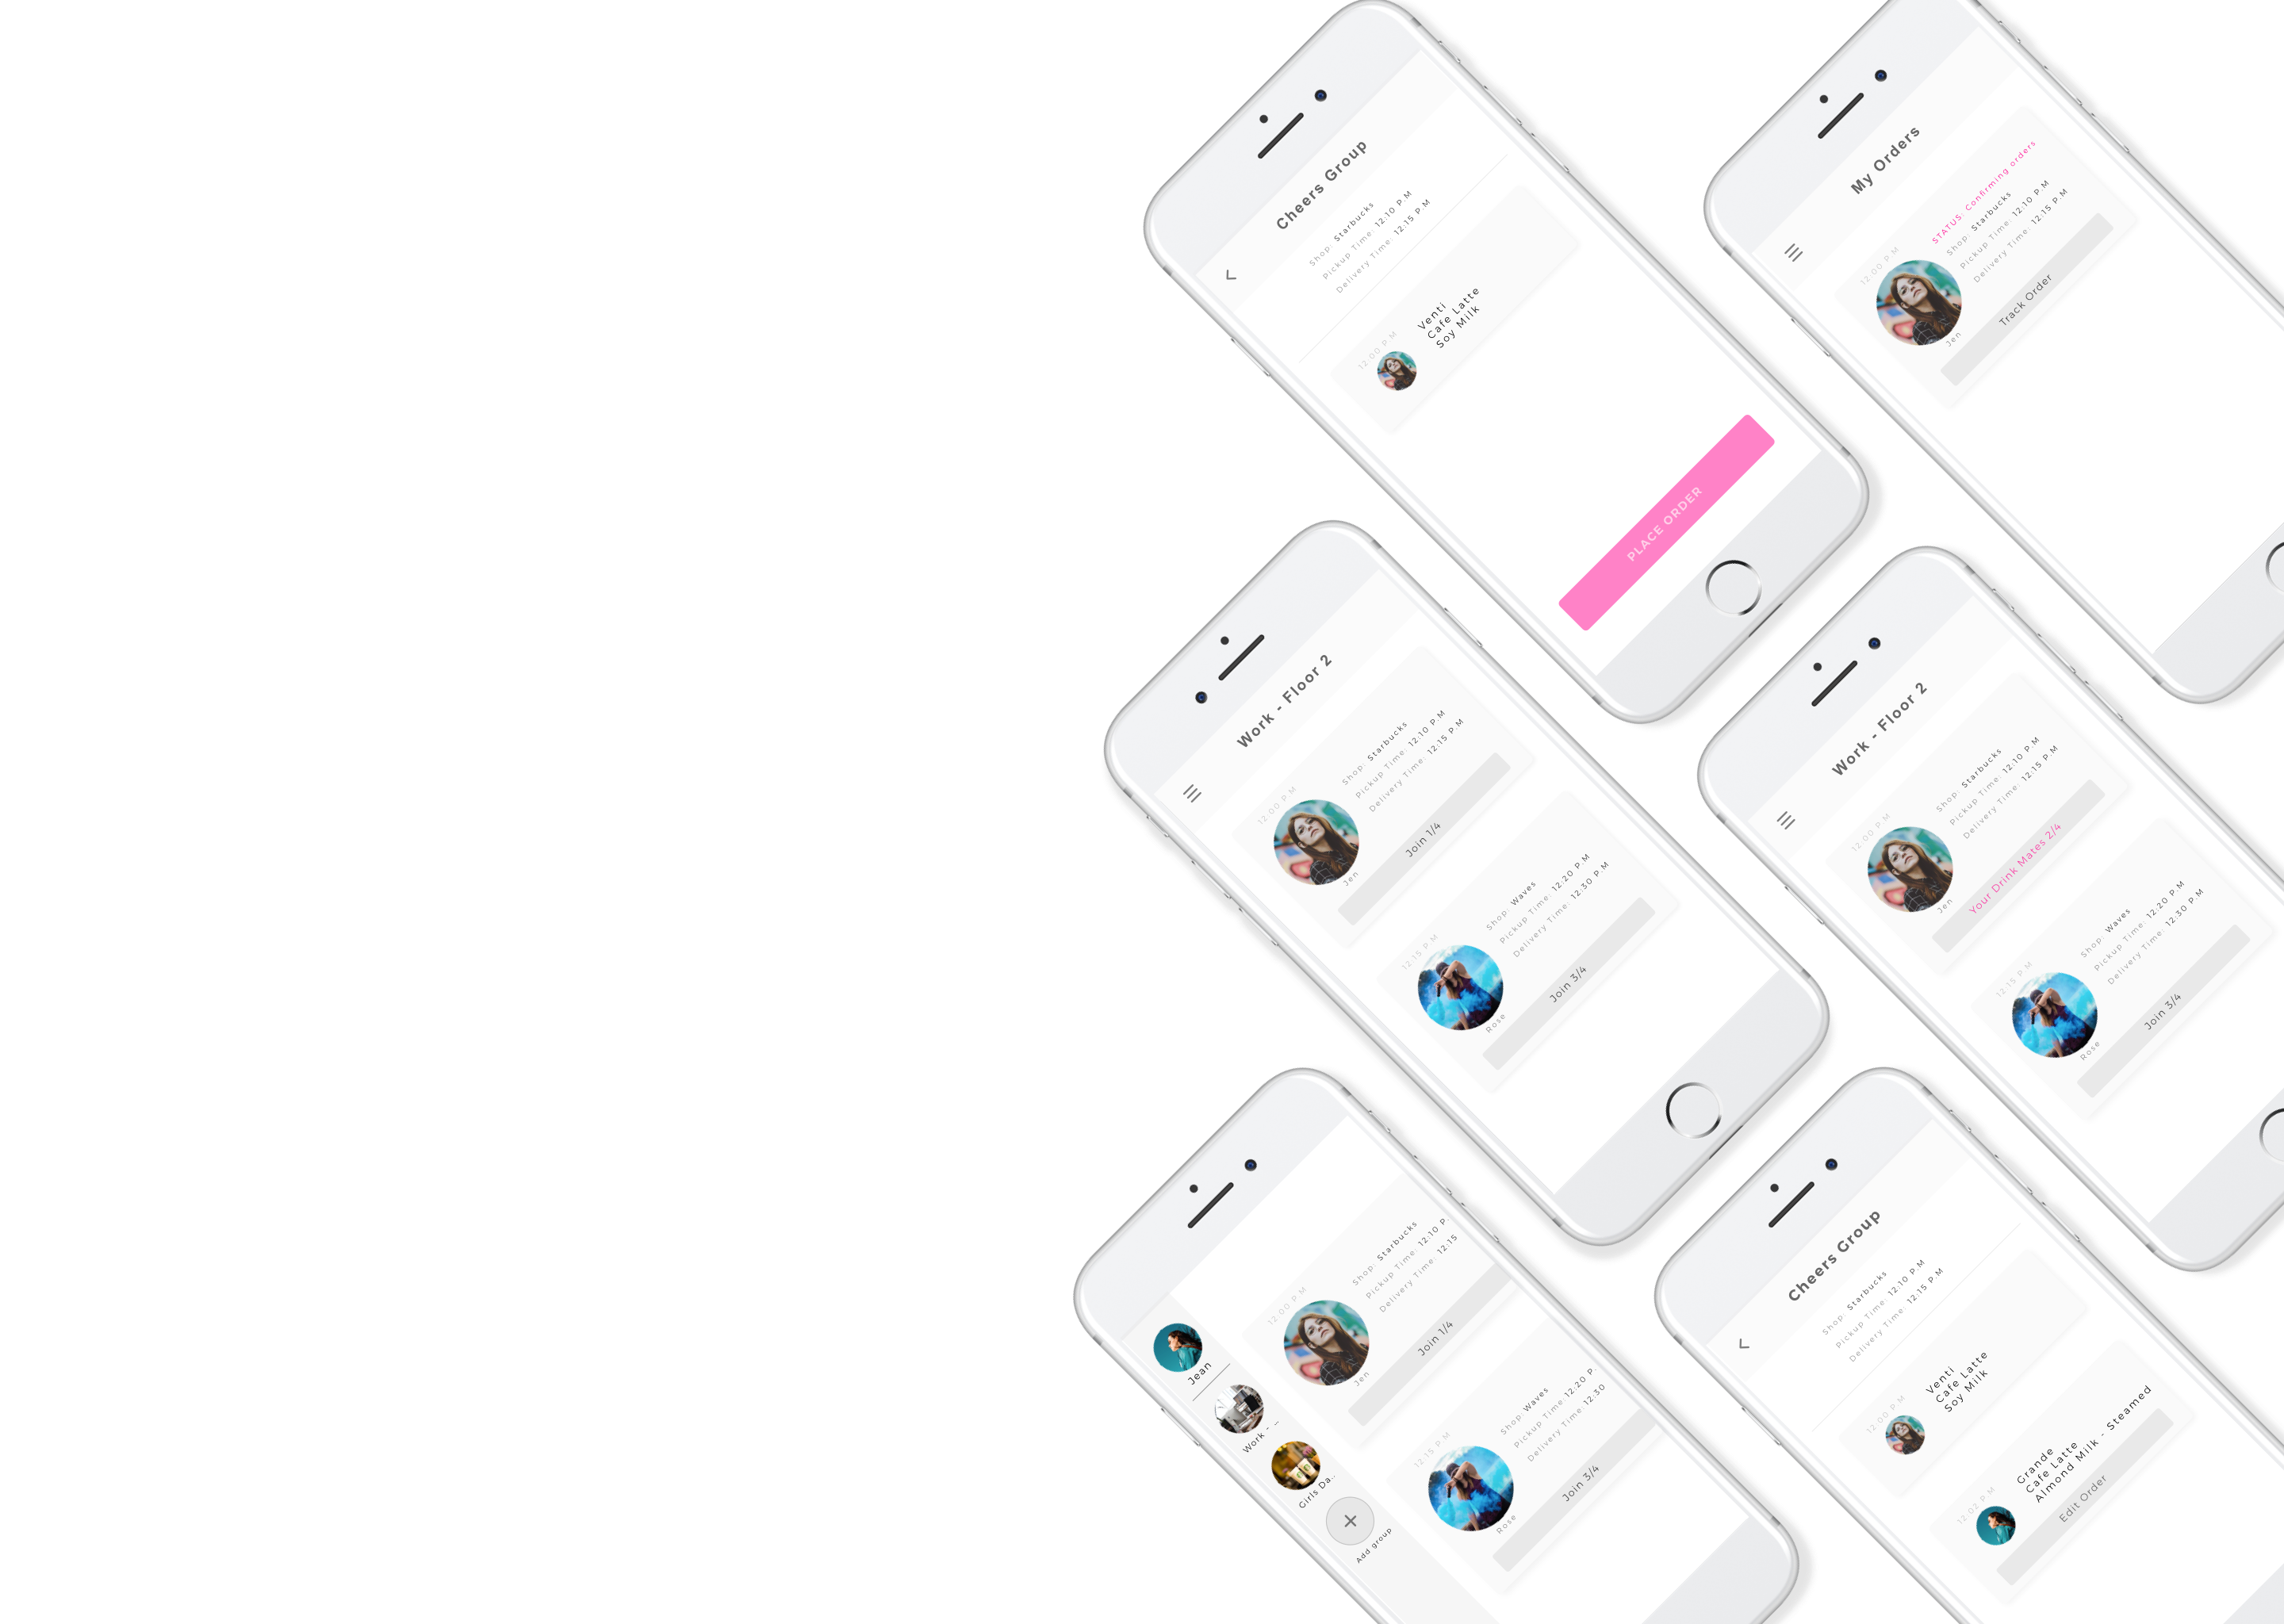 Cheers Group
Shop: Starbucks
Pickup Time: 12:10 P.M
Delivery Time: 12:15 P.M
12:00 P.M
Venti
Cafe Latte
Soy Milk
PLACE ORDER
My Orders
12:00 P.M
STATUS: Confirming orders
Shop: Starbucks
Pickup Time: 12:10 P.M
Delivery Time: 12:15 P.M
Jen
Track Order
Work - Floor 2
12:00 P.M
Shop: Starbucks
Pickup Time: 12:10 P.M
Delivery Time: 12:15 P.M
Jen
Join 1/4
12:15 P.M
Shop: Waves
Pickup Time: 12:20 P.M
Delivery Time: 12:30 P.M
Rose
Join 3/4
Work - Floor 2
12:00 P.M
Shop: Starbucks
Pickup Time: 12:10 P.M
Delivery Time: 12:15 P.M
Jen
Your Drink Mates 2/4
12:15 P.M
Shop: Waves
Pickup Time: 12:20 P.M
Delivery Time: 12:30 P.M
Rose
Join 3/4
Jean
Work - ...
Girls Da..
Add group
12:00 P.M
Shop: Starbucks
Pickup Time: 12:10 P.
Delivery Time: 12:15
Jen
Join 1/4
12:15 P.M
Shop: Waves
Pickup Time: 12:20 P.
Delivery Time: 12:30
Rose
Join 3/4
Cheers Group
Shop: Starbucks
Pickup Time: 12:10 P.M
Delivery Time: 12:15 P.M
12:00 P.M
Venti
Cafe Latte
Soy Milk
12:02 P.M
Grande
Cafe Latte
Almond Milk - Steamed
Edit Order